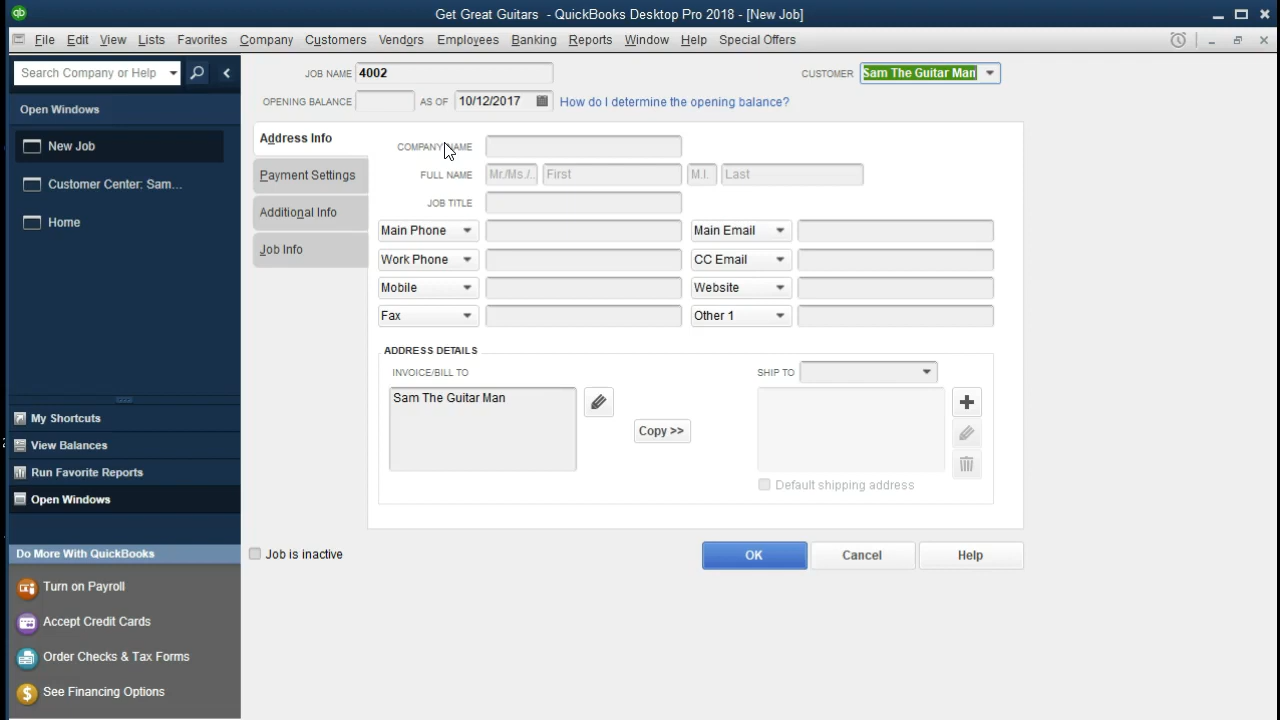 qb
Get Great Guitars - QuickBooks Desktop Pro 2018 - [New Job]
File Edit View Lists Favorites Company Customers Vendors Employees Banking Reports Window Help Special Offers
Search Company or Help
JOB NAME 4002
CUSTOMER Sam The Guitar Man
OPENING BALANCE AS OF 10/12/2017 How do I determine the opening balance?
Open Windows
New Job
Customer Center: Sam...
Home
My Shortcuts
View Balances
Run Favorite Reports
Open Windows
Do More With QuickBooks
Turn on Payroll
Accept Credit Cards
Order Checks & Tax Forms
$ See Financing Options
Address Info
Payment Settings
Additional Info
Job Info
COMPANY NAME
FULL NAME Mr./Ms./.. First M.I. Last
JOB TITLE
Main Phone Main Email
Work Phone CC Email
Mobile Website
Fax Other 1
ADDRESS DETAILS
INVOICE/BILL TO
SHIP TO
Sam The Guitar Man
Copy >>
Default shipping address
Job is inactive
OK Cancel Help